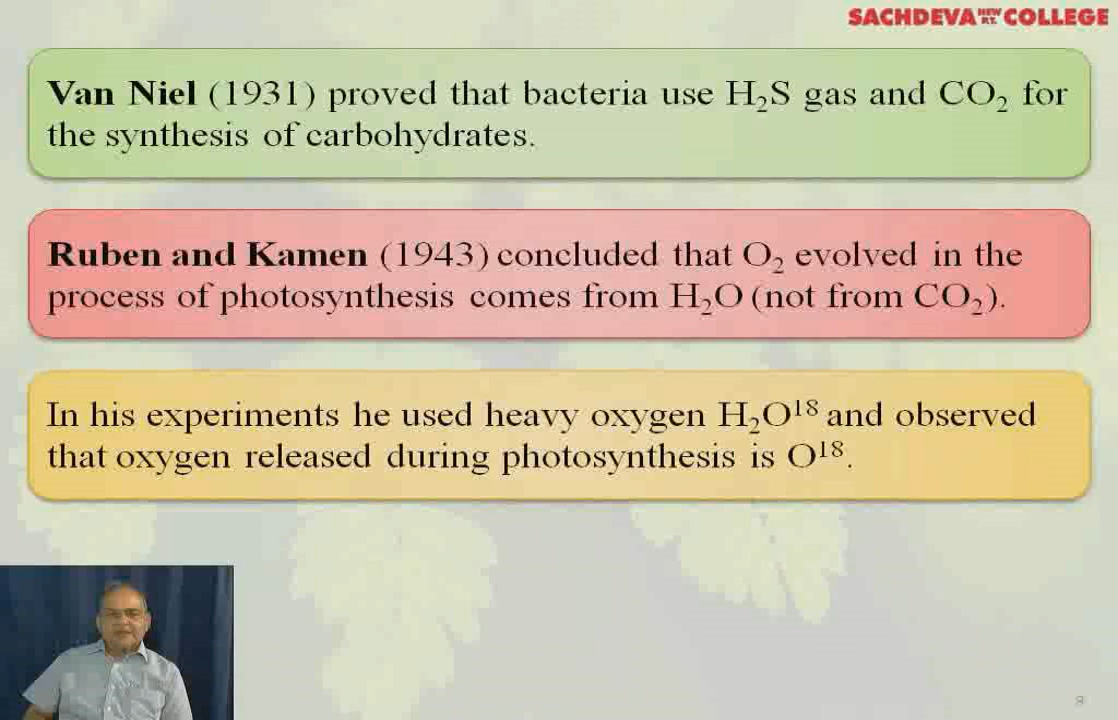 SACHDEVA NEW P.T. COLLEGE
Van Niel (1931) proved that bacteria use H₂S gas and CO₂ for
the synthesis of carbohydrates.
Ruben and Kamen (1943) concluded that O₂ evolved in the
process of photosynthesis comes from H₂O (not from CO₂).
In his experiments he used heavy oxygen H₂O¹⁸ and observed
that oxygen released during photosynthesis is O¹⁸.
8